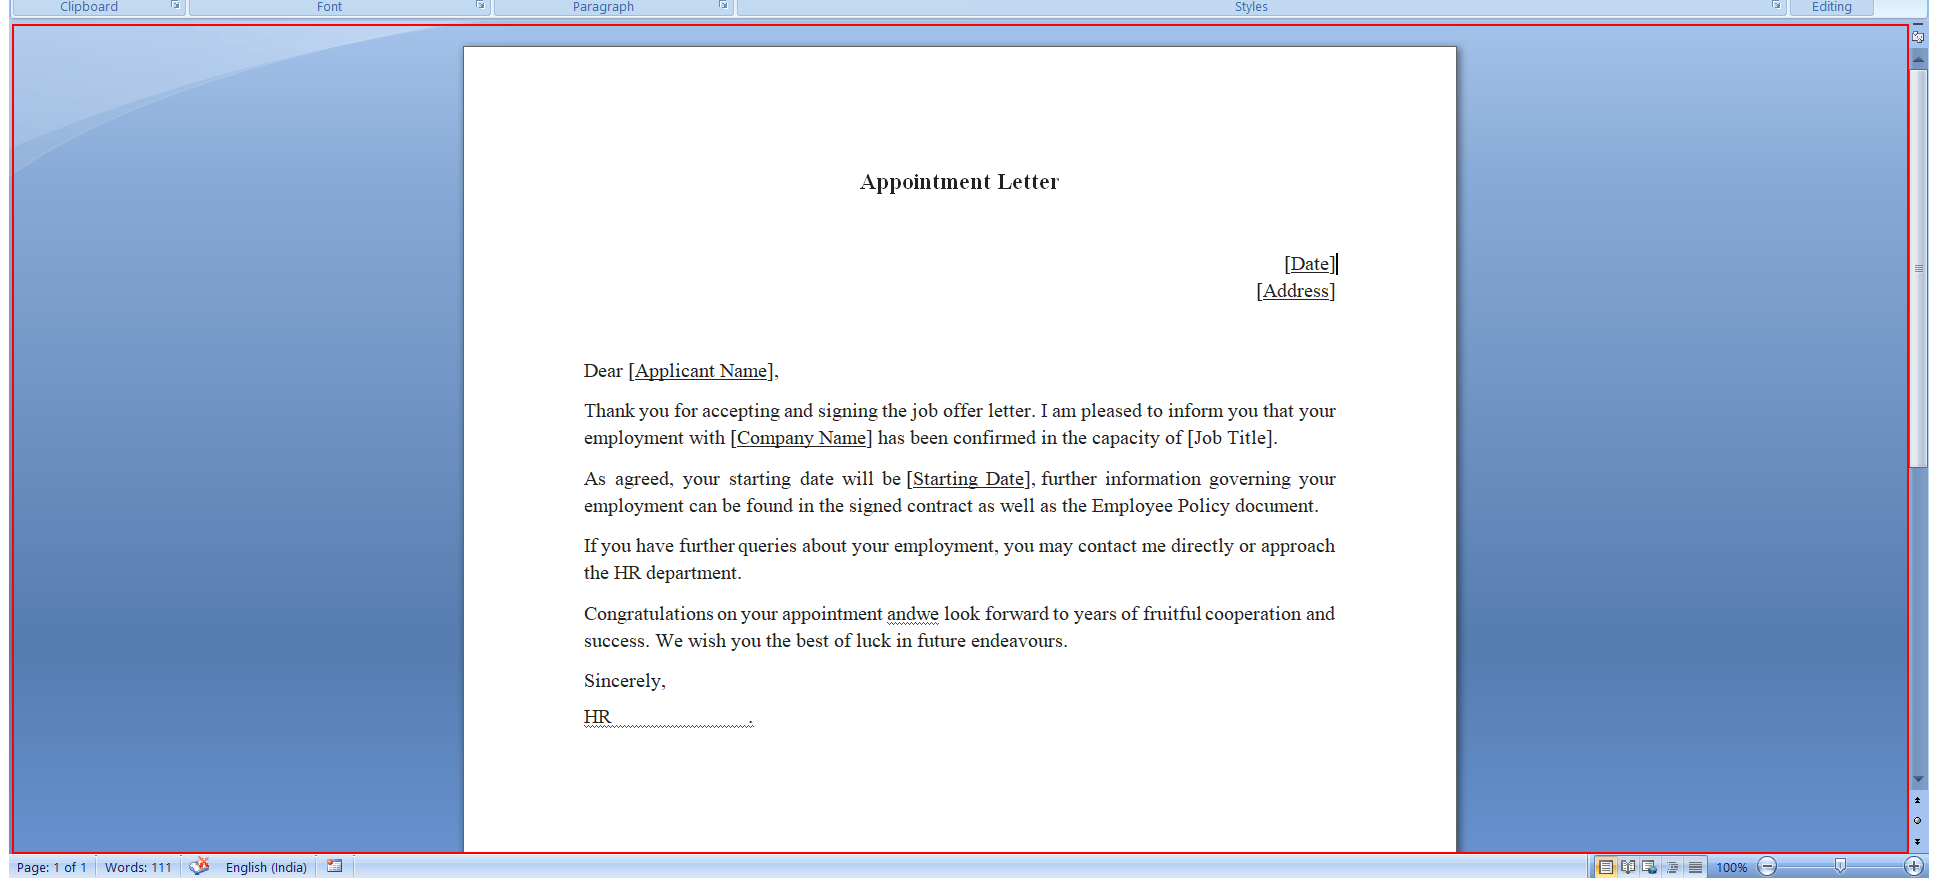 Clipboard Font Paragraph Styles Editing
Appointment Letter
[Date]
[Address]
Dear [Applicant Name],
Thank you for accepting and signing the job offer letter. I am pleased to inform you that your
employment with [Company Name] has been confirmed in the capacity of [Job Title].
As agreed, your starting date will be [Starting Date], further information governing your
employment can be found in the signed contract as well as the Employee Policy document.
If you have further queries about your employment, you may contact me directly or approach
the HR department.
Congratulations on your appointment andwe look forward to years of fruitful cooperation and
success. We wish you the best of luck in future endeavours.
Sincerely,
HR .
Page: 1 of 1 Words: 111 English (India) 100%